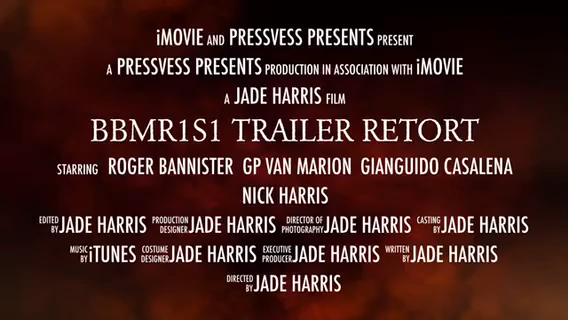 iMOVIE AND PRESSVESS PRESENTS PRESENT
A PRESSVESS PRESENTS PRODUCTION IN ASSOCIATION WITH iMOVIE
A JADE HARRIS FILM
BBMR1S1 TRAILER RETORT
STARRING ROGER BANNISTER GP VAN MARION GIANGUIDO CASALENA
NICK HARRIS
EDITED BY JADE HARRIS PRODUCTION DESIGNER JADE HARRIS DIRECTOR OF PHOTOGRAPHY JADE HARRIS CASTING BY JADE HARRIS
MUSIC BY iTUNES COSTUME DESIGNER JADE HARRIS EXECUTIVE PRODUCER JADE HARRIS WRITTEN BY JADE HARRIS
DIRECTED BY JADE HARRIS